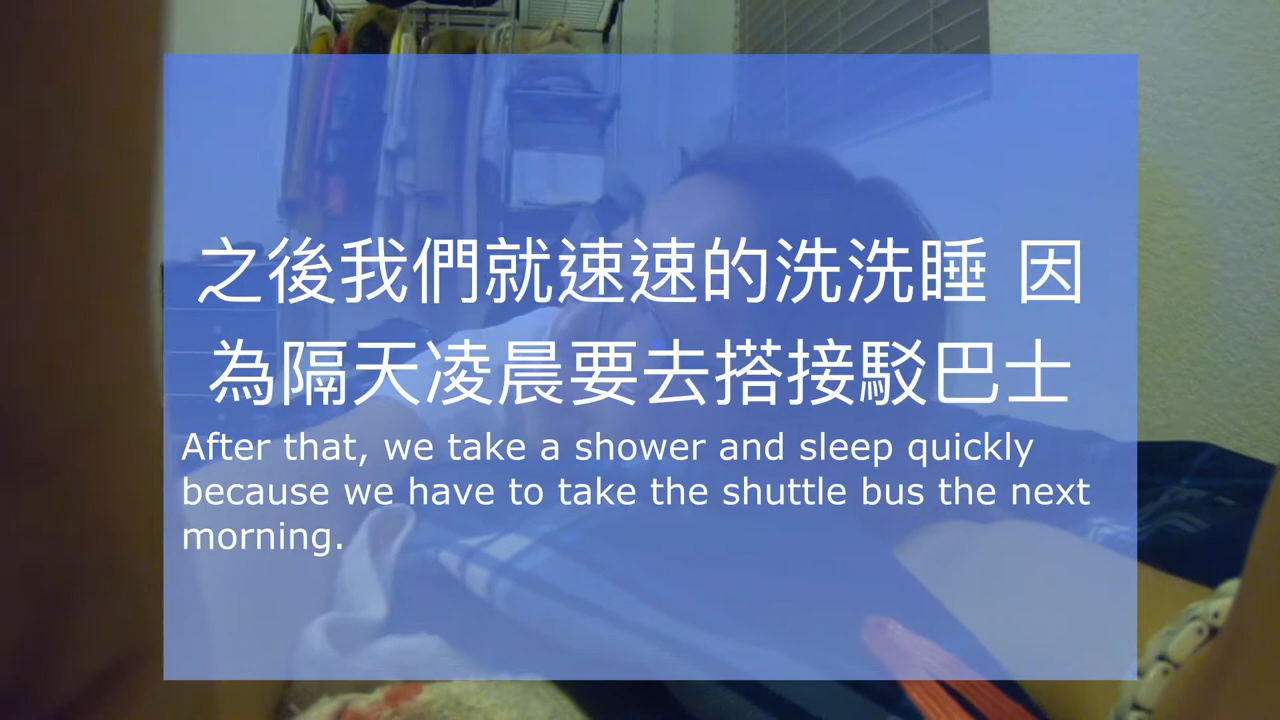 之後我們就速速的洗洗睡 因
為隔天凌晨要去搭接駁巴士
After that, we take a shower and sleep quickly
because we have to take the shuttle bus the next
morning.